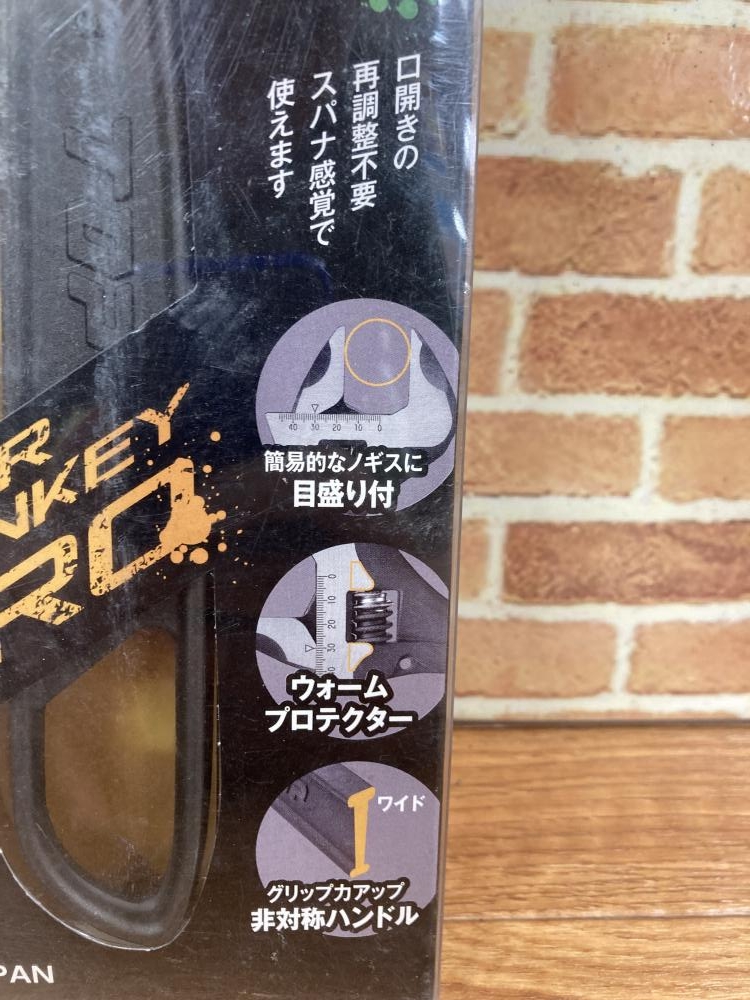 口開きの
再調整不要
スパナ感覚で
使えます
40 30 20 10 0
簡易的なノギスに
目盛り付
R
NKEY
RO
0
10
30
ウォーム
プロテクター
ワイド
グリップ力アップ
非対称ハンドル
PAN